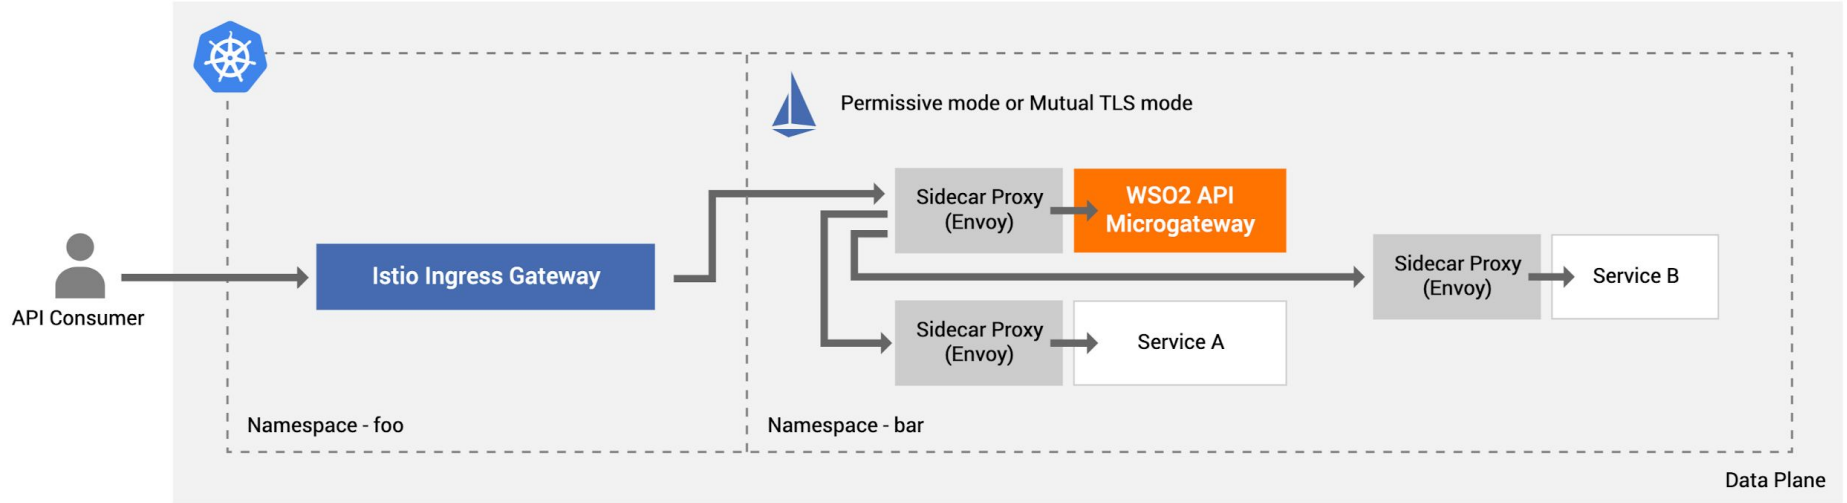 Permissive mode or Mutual TLS mode
Sidecar Proxy
(Envoy)
WSO2 API
Microgateway
API Consumer
Istio Ingress Gateway
Sidecar Proxy
(Envoy)
Service B
Sidecar Proxy
(Envoy)
Service A
Namespace - foo
Namespace - bar
Data Plane